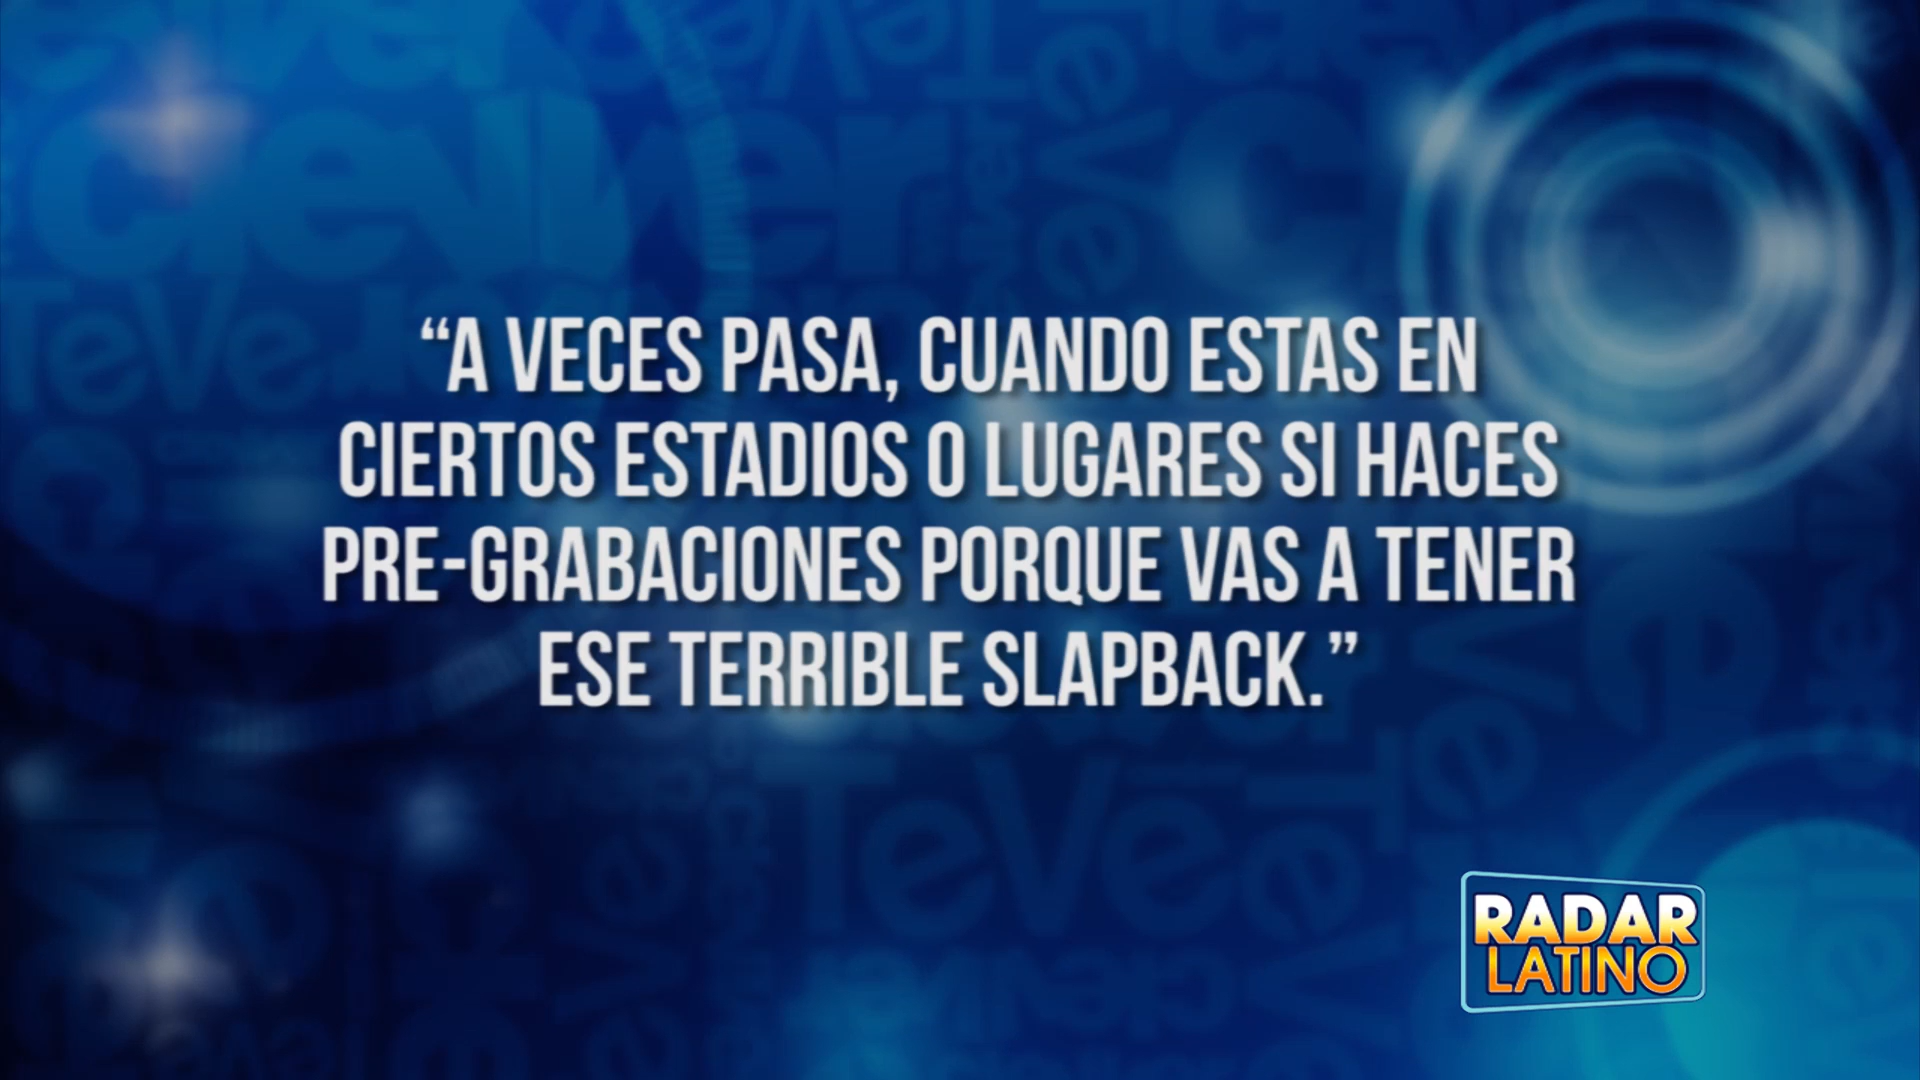 “A VECES PASA, CUANDO ESTAS EN
CIERTOS ESTADIOS O LUGARES SI HACES
PRE-GRABACIONES PORQUE VAS A TENER
ESE TERRIBLE SLAPBACK.”
RADAR
LATINO